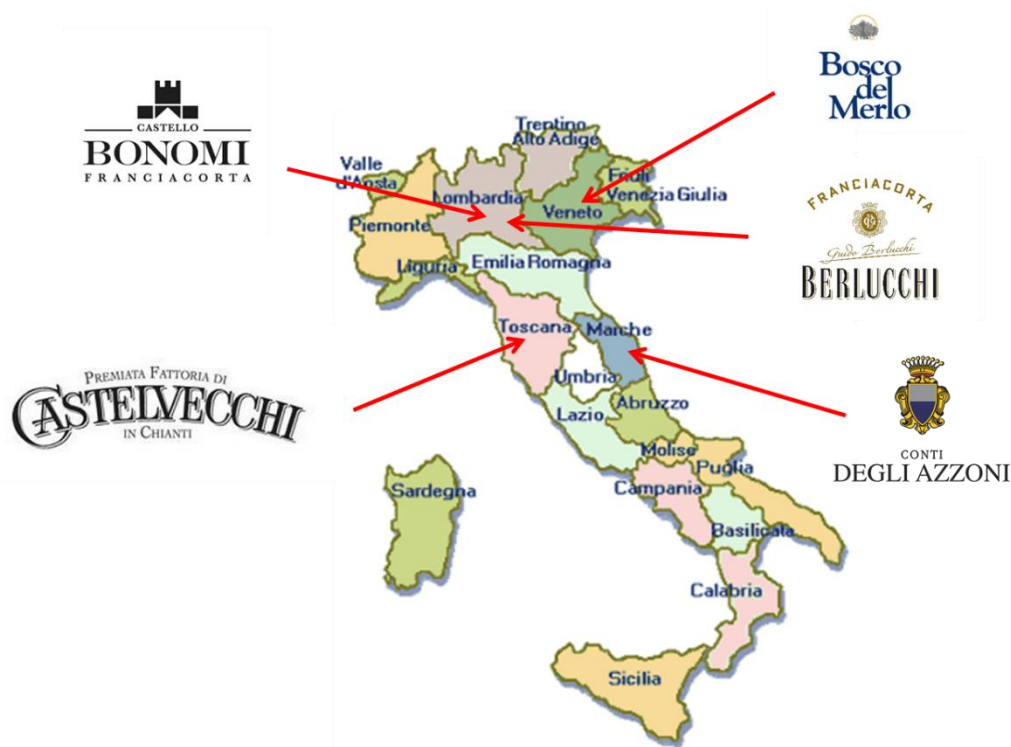 CASTELLO
BONOMI
FRANCIACORTA
Bosco
del
Merlo
FRANCIACORTA
Guido Berlucchi
BERLUCCHI
PREMIATA FATTORIA DI
CASTELVECCHI
IN CHIANTI
CONTI
DEGLI AZZONI
Trentino
Alto Adige
Valle
d'Aosta
Friuli
Venezia Giulia
Lombardia
Veneto
Piemonte
Emilia Romagna
Liguria
Toscana
Marche
Umbria
Lazio
Abruzzo
Molise
Puglia
Campania
Sardegna
Basilicata
Calabria
Sicilia